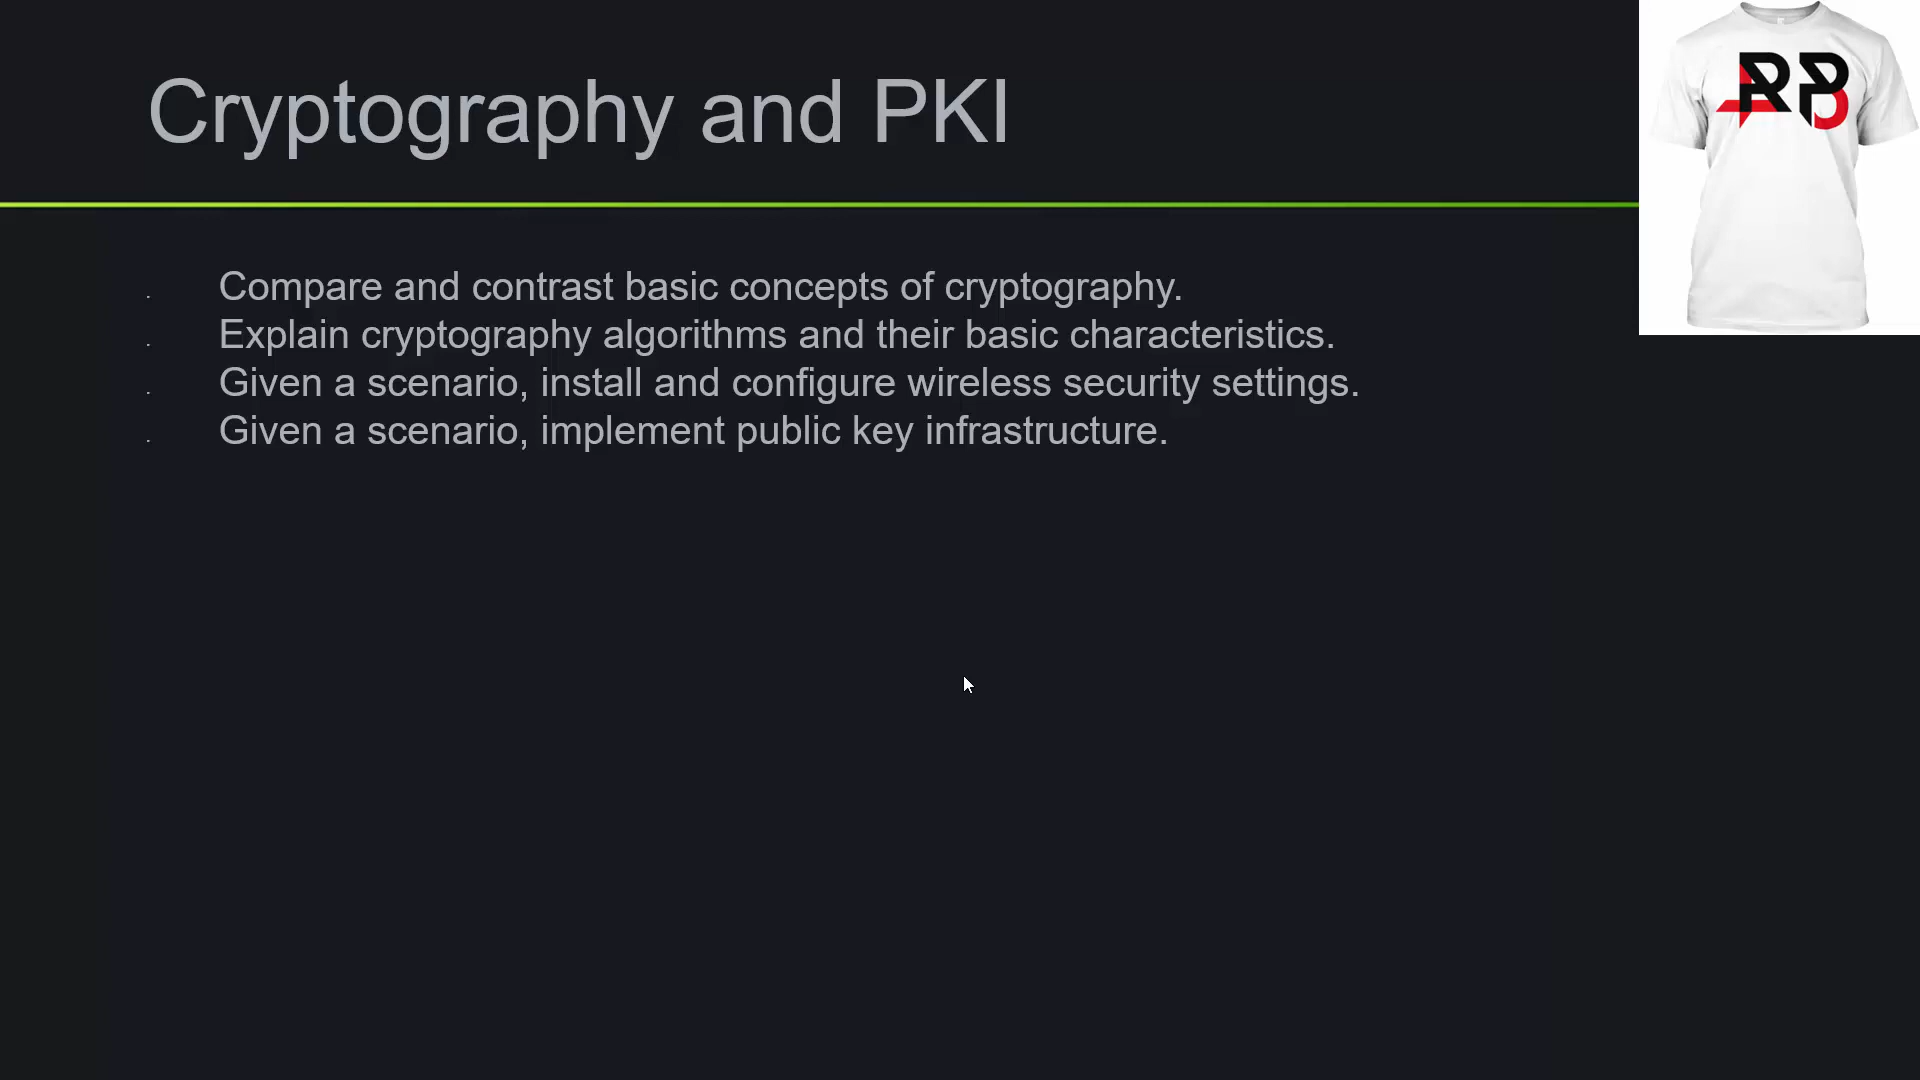 Cryptography and PKI
RB
Compare and contrast basic concepts of cryptography.
Explain cryptography algorithms and their basic characteristics.
Given a scenario, install and configure wireless security settings.
Given a scenario, implement public key infrastructure.